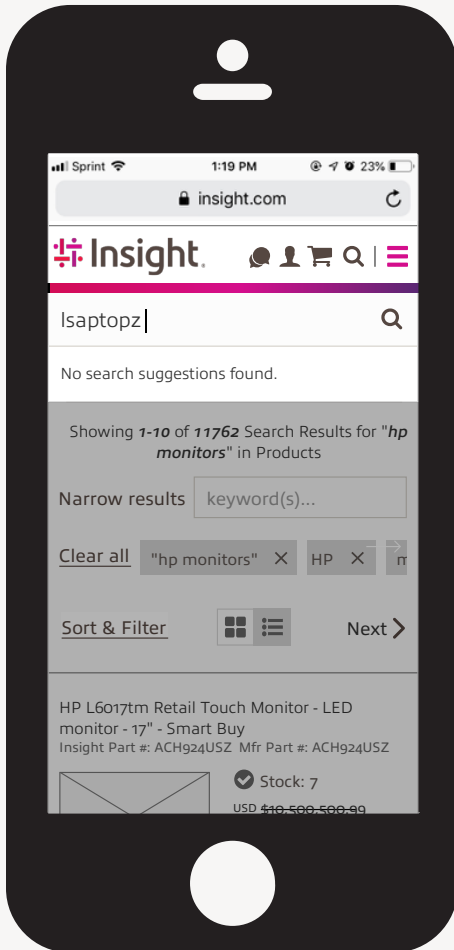 Sprint 1:19 PM 23%
insight.com
Insight.
lsaptopz
No search suggestions found.
Showing 1-10 of 11762 Search Results for "hp
monitors" in Products
Narrow results keyword(s)...
Clear all "hp monitors" HP m
Sort & Filter Next
HP L6017tm Retail Touch Monitor - LED
monitor - 17" - Smart Buy
Insight Part #: ACH924USZ Mfr Part #: ACH924USZ
Stock: 7
USD $10,500,500.99